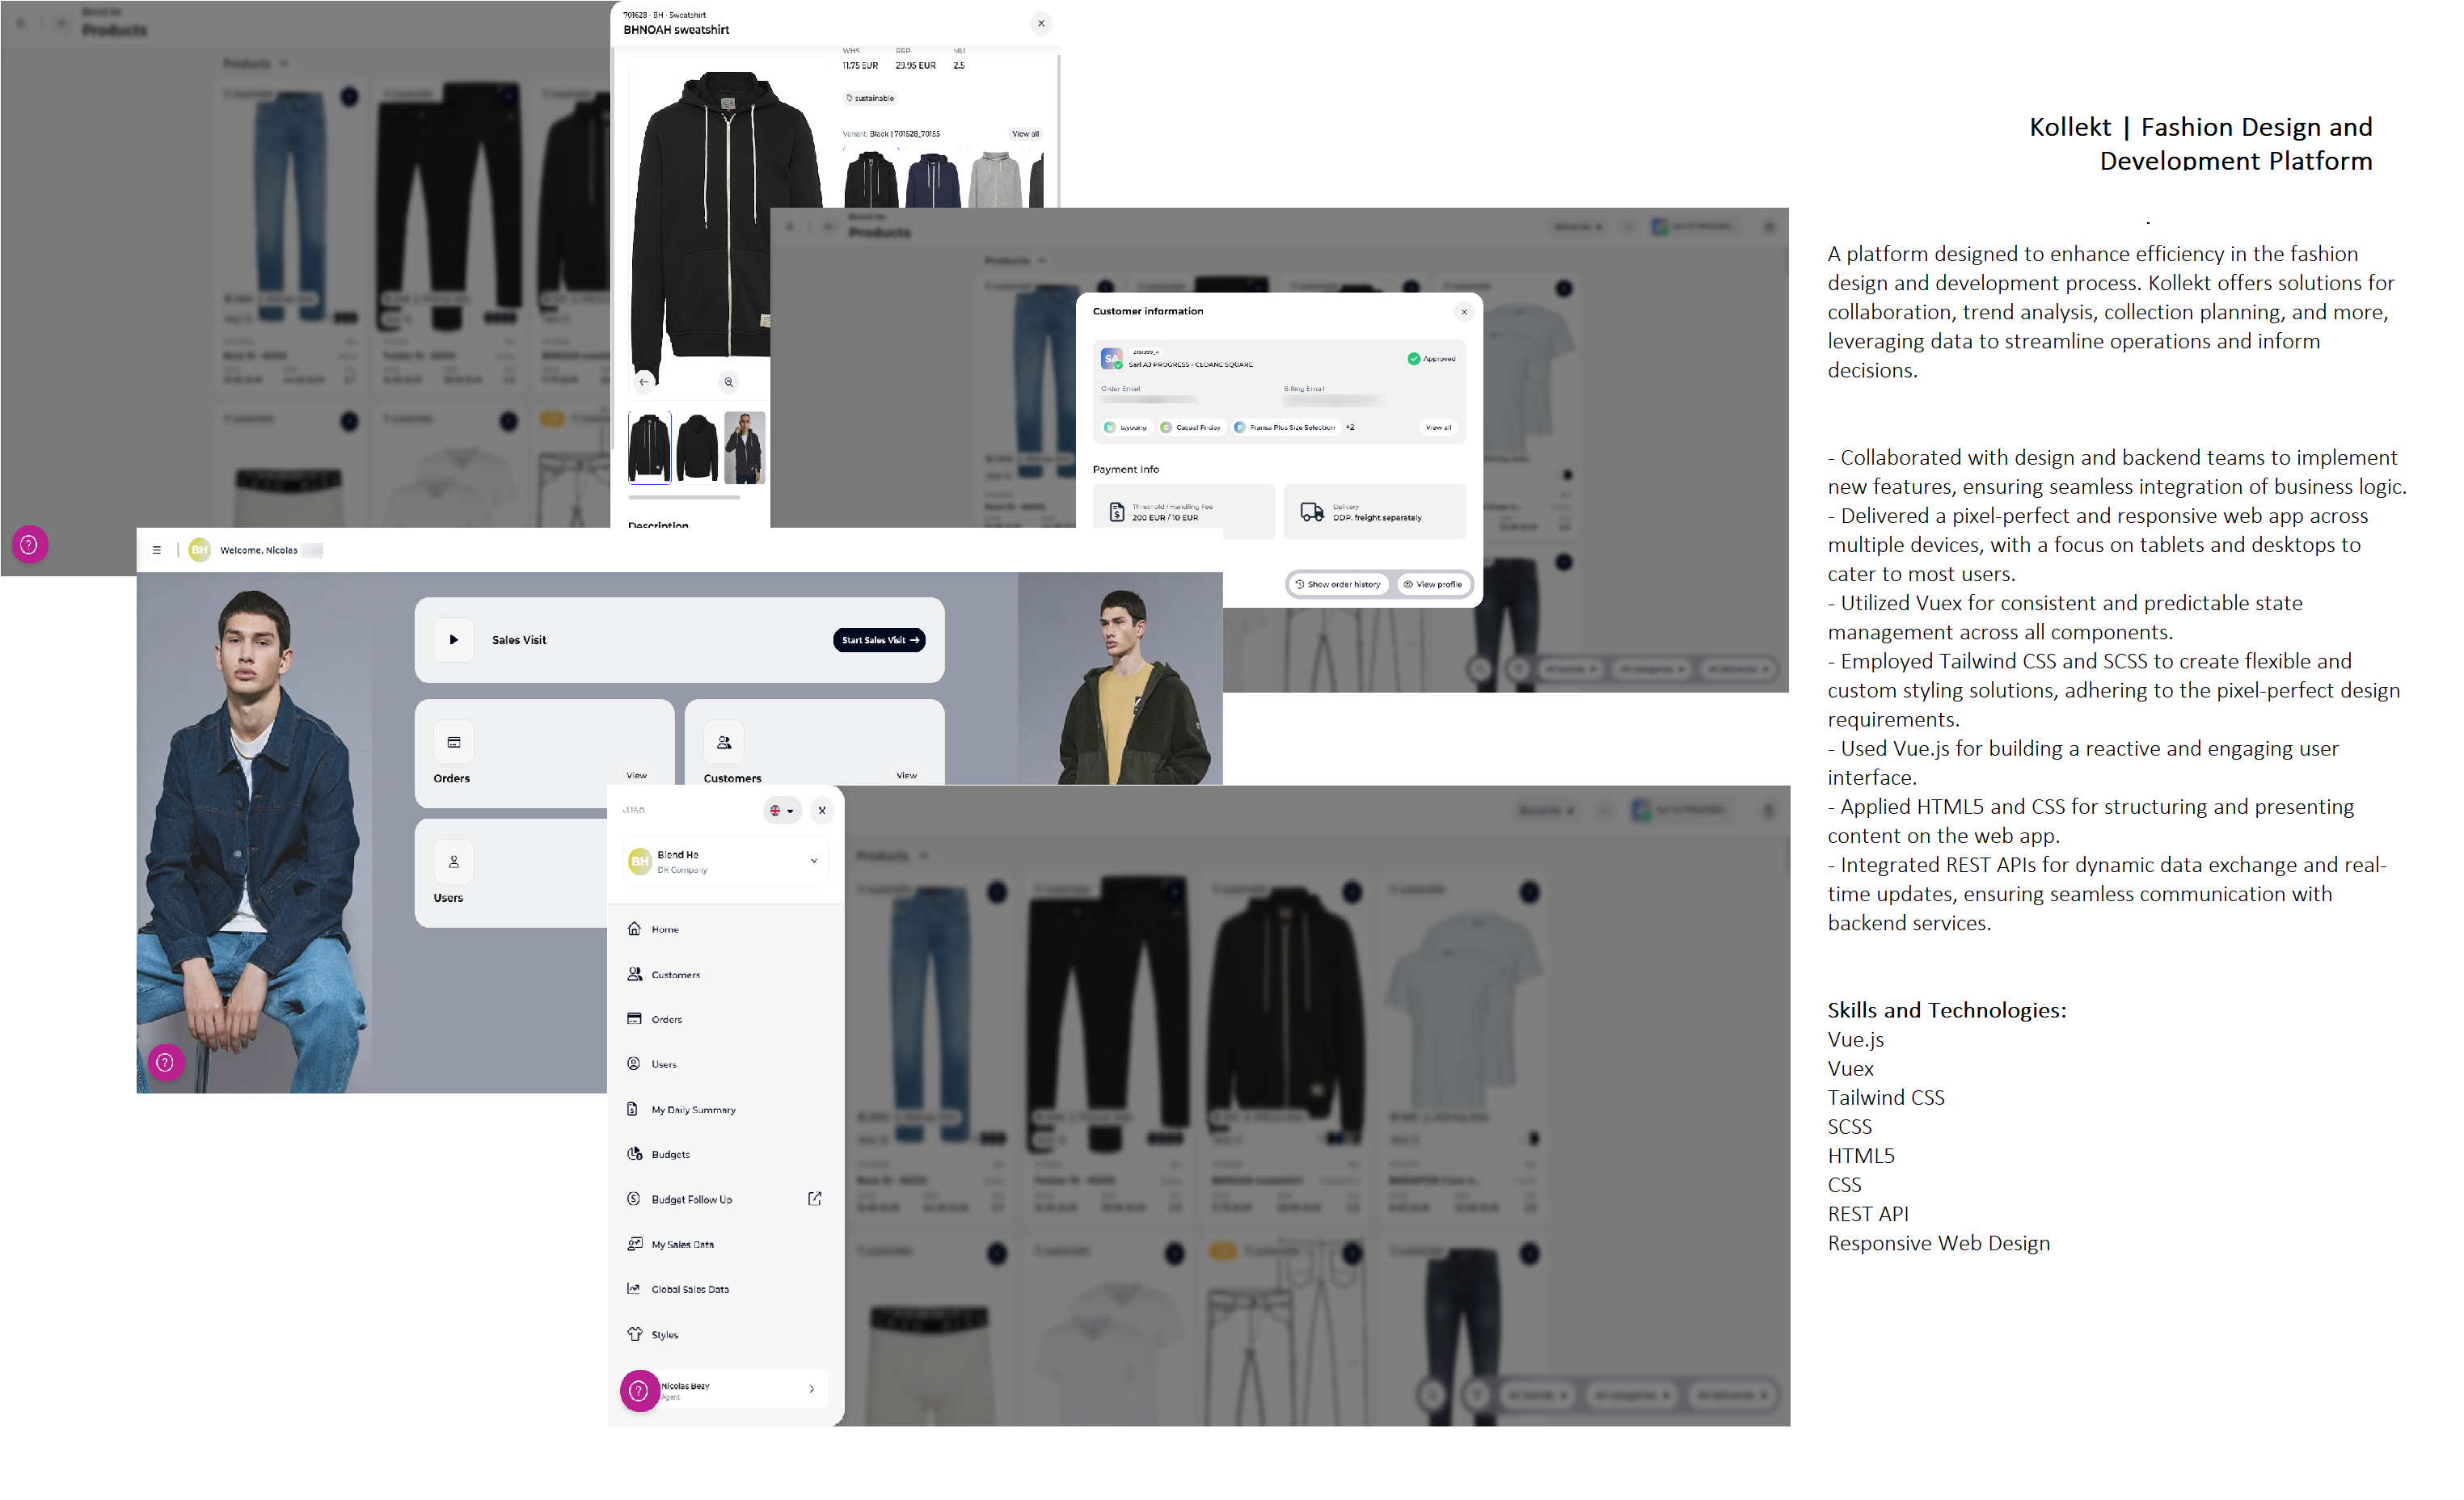 Blend He
Products
Products
701628 · BH · Sweatshirt
BHNOAH sweatshirt
WHS RRP MU
11.75 EUR 29.95 EUR 2.5
sustainable
Variant: Black | 701628_70155
View all
Description
Blend He
Products
Products
Customer information
Sarl AJ PROGRESS - CLOANE SQUARE
Approved
Order Email
Billing Email
b.young
Casual Friday
Fransa Plus Size Selection
+2
View all
Payment Info
Threshold / Handling Fee
200 EUR / 10 EUR
Delivery
DDP. freight separately
Show order history
View profile
BH
Welcome, Nicolas
Sales Visit
Start Sales Visit
Orders
View
Customers
View
Users
v1.15.0
BH
Blend He
DK Company
Home
Customers
Orders
Users
My Daily Summary
Budgets
Budget Follow Up
My Sales Data
Global Sales Data
Styles
Nicolas Bezy
Agent
Products
Kollekt | Fashion Design and
Development Platform
A platform designed to enhance efficiency in the fashion
design and development process. Kollekt offers solutions for
collaboration, trend analysis, collection planning, and more,
leveraging data to streamline operations and inform
decisions.
- Collaborated with design and backend teams to implement
new features, ensuring seamless integration of business logic.
- Delivered a pixel-perfect and responsive web app across
multiple devices, with a focus on tablets and desktops to
cater to most users.
- Utilized Vuex for consistent and predictable state
management across all components.
- Employed Tailwind CSS and SCSS to create flexible and
custom styling solutions, adhering to the pixel-perfect design
requirements.
- Used Vue.js for building a reactive and engaging user
interface.
- Applied HTML5 and CSS for structuring and presenting
content on the web app.
- Integrated REST APIs for dynamic data exchange and real-
time updates, ensuring seamless communication with
backend services.
Skills and Technologies:
Vue.js
Vuex
Tailwind CSS
SCSS
HTML5
CSS
REST API
Responsive Web Design